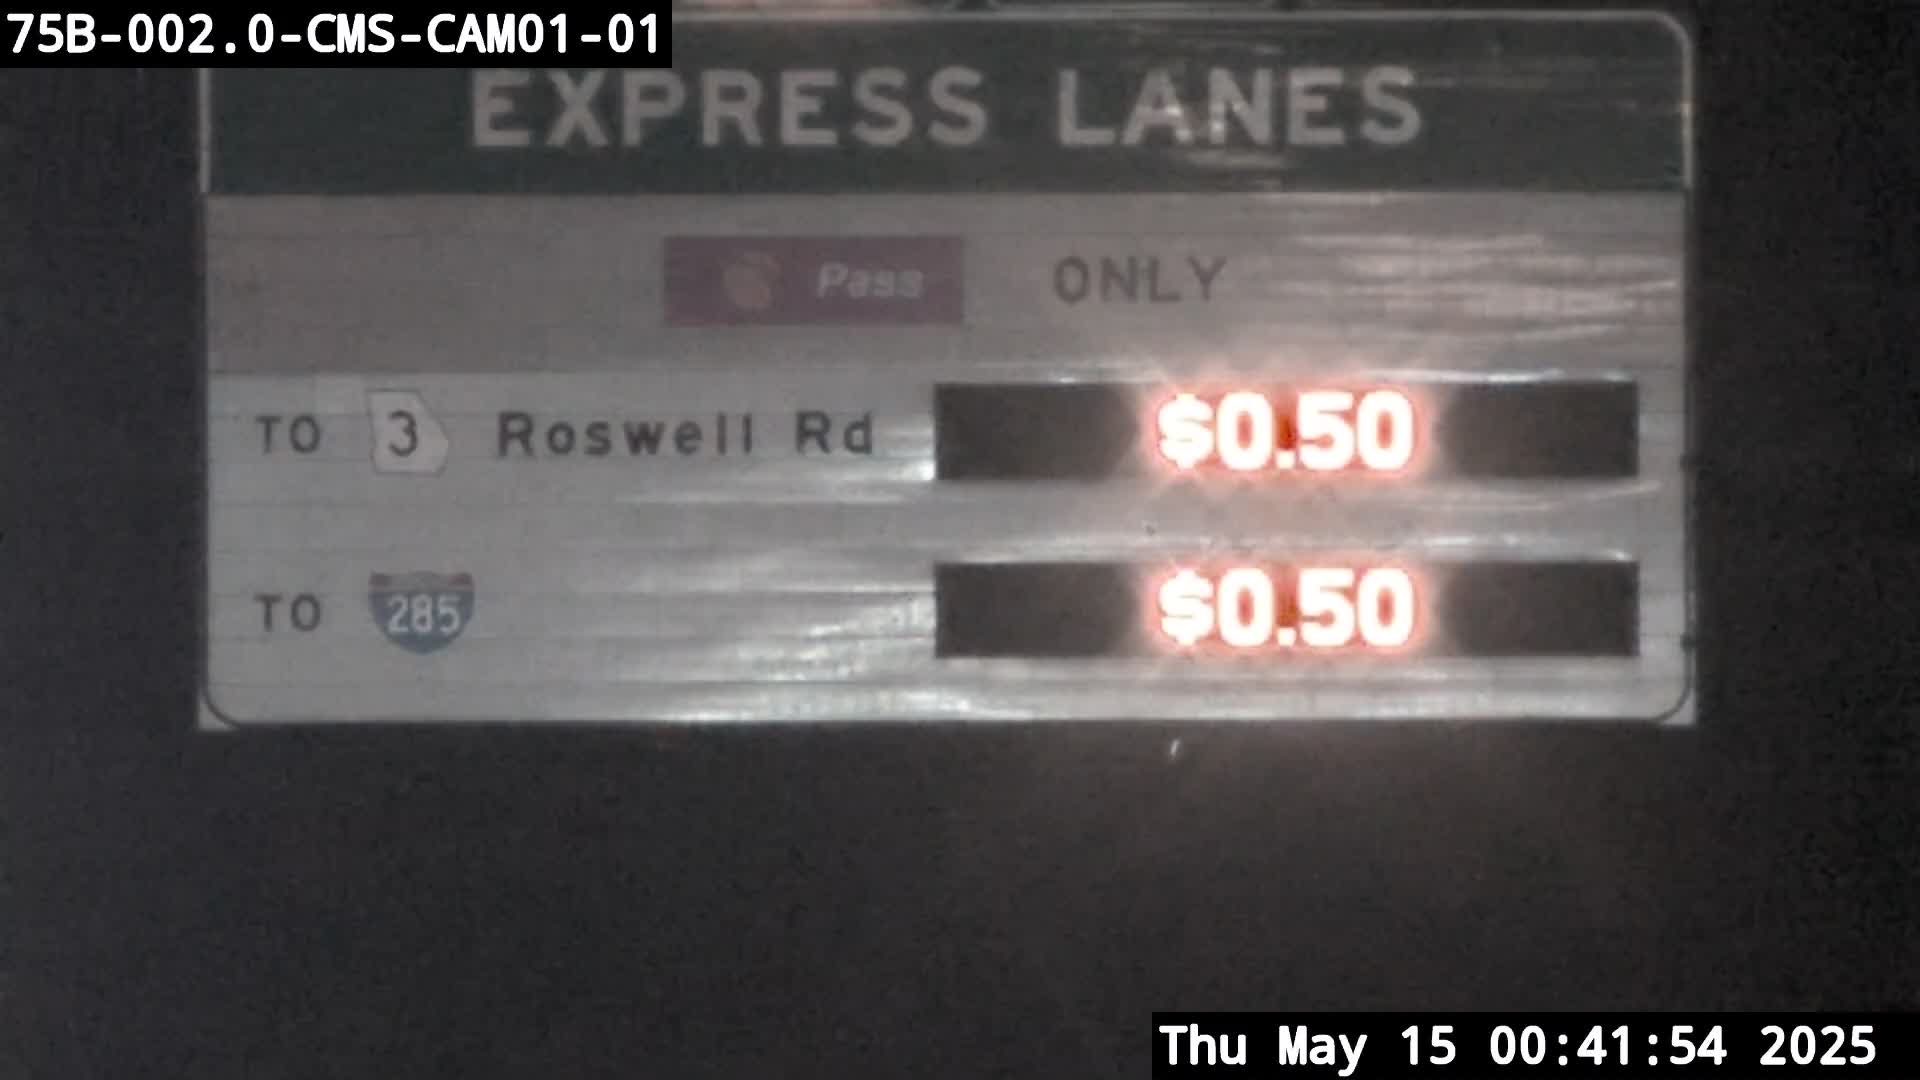 75B-002.0-CMS-CAM01-01
EXPRESS LANES
Pass ONLY
TO 3 Roswell Rd $0.50
TO 285 $0.50
Thu May 15 00:41:54 2025